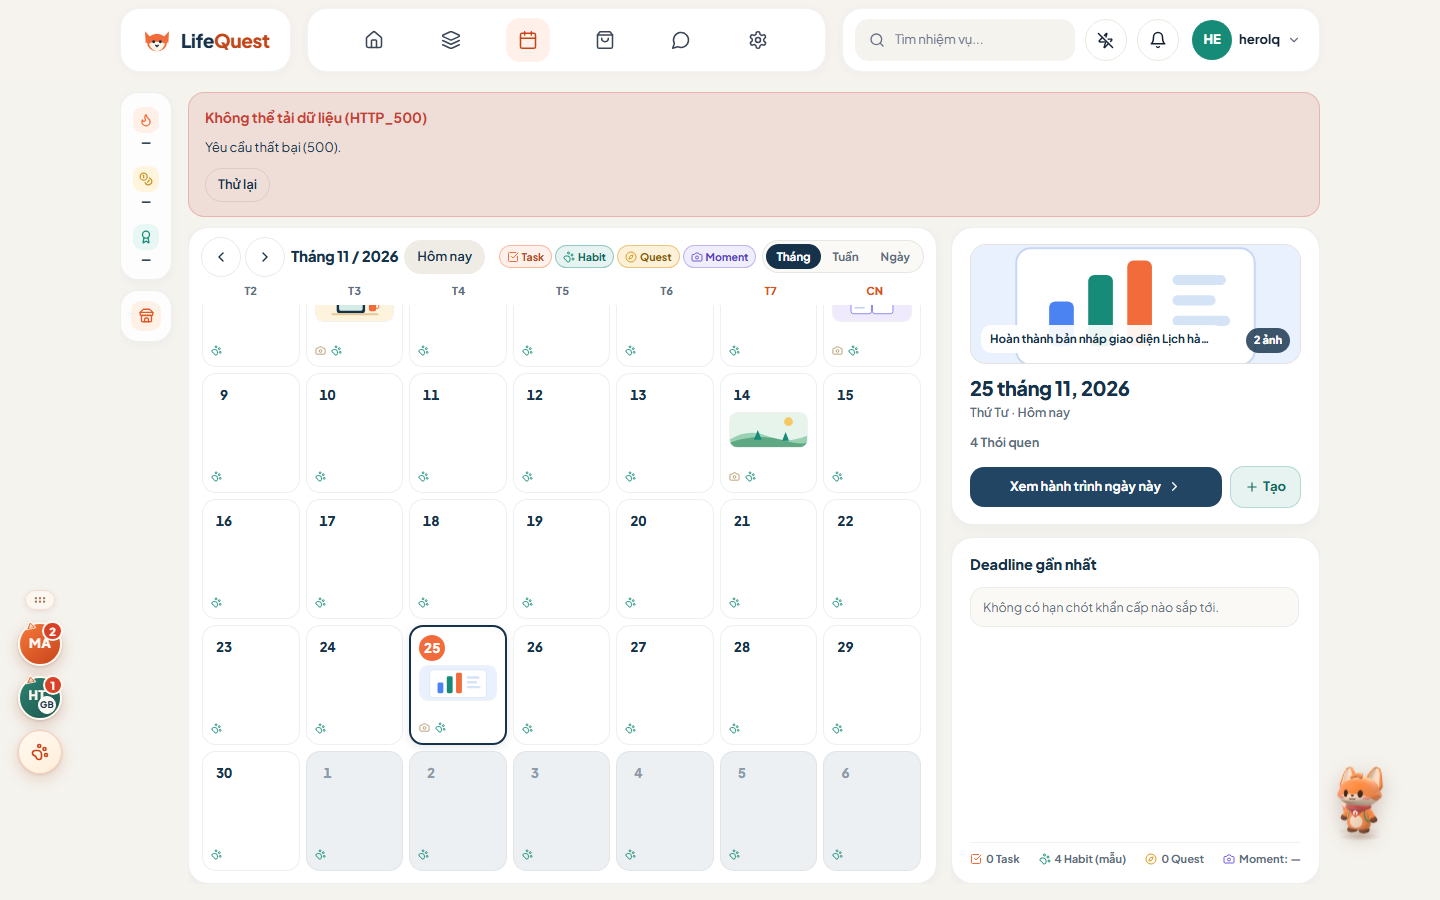 LifeQuest
Tìm nhiệm vụ...
HE
herolq
Không thể tải dữ liệu (HTTP_500)
Yêu cầu thất bại (500).
Thử lại
–
–
–
Tháng 11 / 2026
Hôm nay
Task
Habit
Quest
Moment
Tháng
Tuần
Ngày
T2 T3 T4 T5 T6 T7 CN
9 10 11 12 13 14 15
16 17 18 19 20 21 22
23 24 25 26 27 28 29
30 1 2 3 4 5 6
Hoàn thành bản nháp giao diện Lịch hà...
2 ảnh
25 tháng 11, 2026
Thứ Tư · Hôm nay
4 Thói quen
Xem hành trình ngày này
+ Tạo
Deadline gần nhất
Không có hạn chót khẩn cấp nào sắp tới.
0 Task
4 Habit (mẫu)
0 Quest
Moment: —
MA
2
HT
1
GB